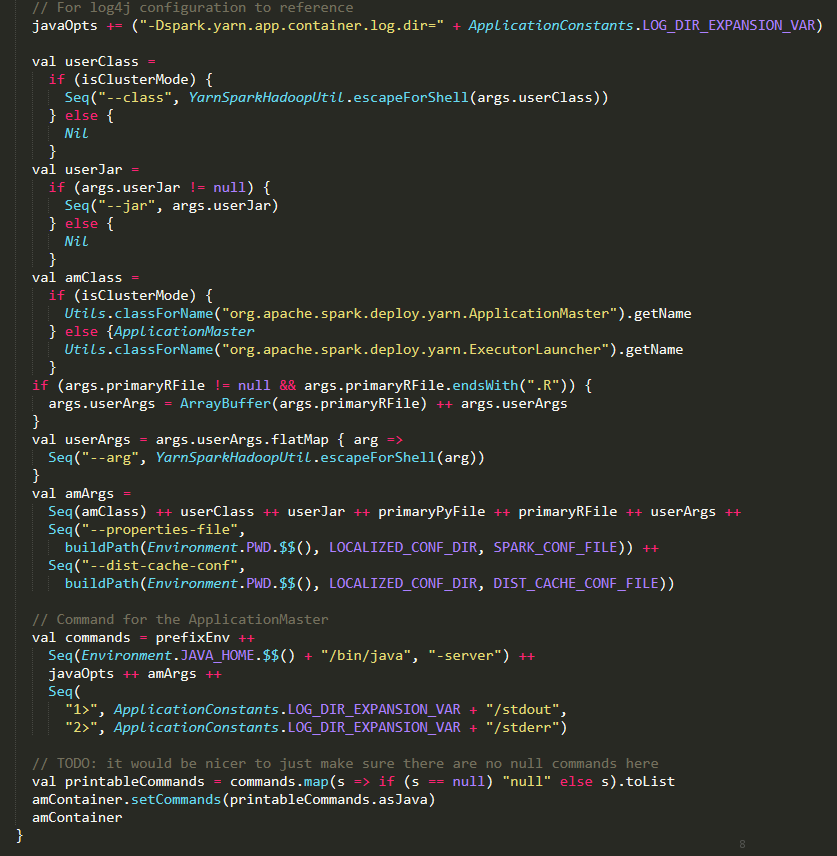 // For log4j configuration to reference
javaOpts += ("-Dspark.yarn.app.container.log.dir=" + ApplicationConstants.LOG_DIR_EXPANSION_VAR)
val userClass =
if (isClusterMode) {
Seq("--class", YarnSparkHadoopUtil.escapeForShell(args.userClass))
} else {
Nil
}
val userJar =
if (args.userJar != null) {
Seq("--jar", args.userJar)
} else {
Nil
}
val amClass =
if (isClusterMode) {
Utils.classForName("org.apache.spark.deploy.yarn.ApplicationMaster").getName
} else {ApplicationMaster
Utils.classForName("org.apache.spark.deploy.yarn.ExecutorLauncher").getName
}
if (args.primaryRFile != null && args.primaryRFile.endsWith(".R")) {
args.userArgs = ArrayBuffer(args.primaryRFile) ++ args.userArgs
}
val userArgs = args.userArgs.flatMap { arg =>
Seq("--arg", YarnSparkHadoopUtil.escapeForShell(arg))
}
val amArgs =
Seq(amClass) ++ userClass ++ userJar ++ primaryPyFile ++ primaryRFile ++ userArgs ++
Seq("--properties-file",
buildPath(Environment.PWD.$$(), LOCALIZED_CONF_DIR, SPARK_CONF_FILE)) ++
Seq("--dist-cache-conf",
buildPath(Environment.PWD.$$(), LOCALIZED_CONF_DIR, DIST_CACHE_CONF_FILE))
// Command for the ApplicationMaster
val commands = prefixEnv ++
Seq(Environment.JAVA_HOME.$$() + "/bin/java", "-server") ++
javaOpts ++ amArgs ++
Seq(
"1>", ApplicationConstants.LOG_DIR_EXPANSION_VAR + "/stdout",
"2>", ApplicationConstants.LOG_DIR_EXPANSION_VAR + "/stderr")
// TODO: it would be nicer to just make sure there are no null commands here
val printableCommands = commands.map(s => if (s == null) "null" else s).toList
amContainer.setCommands(printableCommands.asJava)
amContainer
}
8